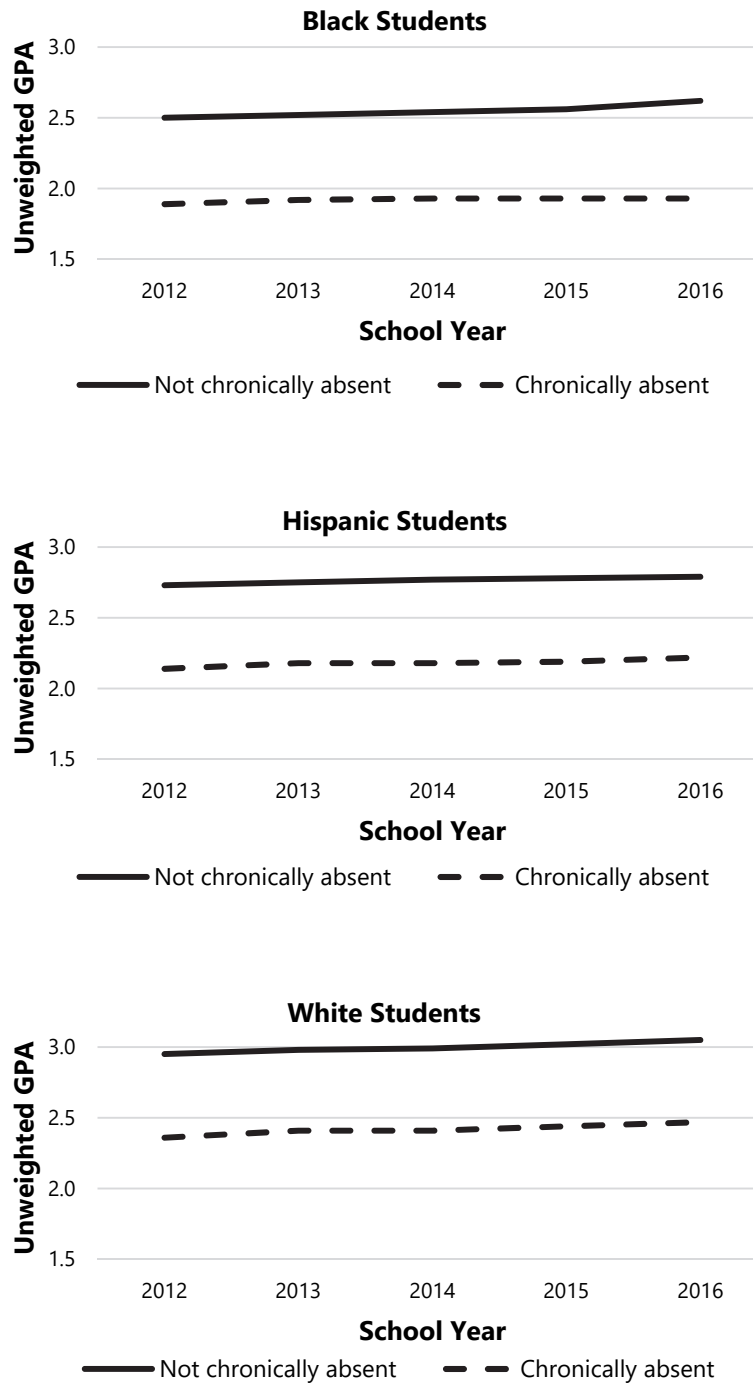 Black Students
Unweighted GPA
3.0
2.5
2.0
1.5
2012 2013 2014 2015 2016
School Year
Not chronically absent Chronically absent
Hispanic Students
Unweighted GPA
3.0
2.5
2.0
1.5
2012 2013 2014 2015 2016
School Year
Not chronically absent Chronically absent
White Students
Unweighted GPA
3.0
2.5
2.0
1.5
2012 2013 2014 2015 2016
School Year
Not chronically absent Chronically absent